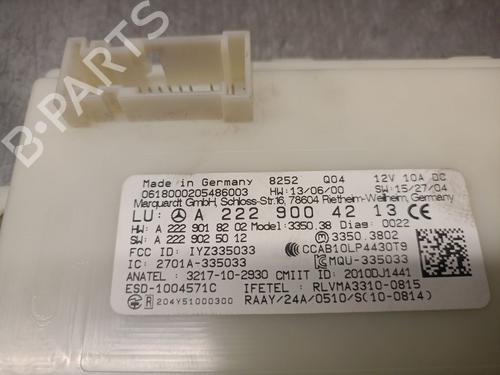 B-PARTS
Made in Germany 8252 Q04 12V 10A DC
0618000205486003 HW:13/06/00 SW:15/27/04
Marquardt GmbH, Schloss-Str.16, 78604 Rietheim-Weilheim, Germany
LU: A 222 900 42 13 CE
HW: A 222 901 82 02 Model:3350.38 Diag: 0022
SW: A 222 902 50 12 3350.3802
FCC ID: IYZ335033 CCAB10LP4430T9
IC: 2701A-335033 MQU-335033
ANATEL : 3217-10-2930 CMIIT ID: 2010DJ1441
ESD-1004571C IFETEL : RLVMA3310-0815
R 204Y51000300 RAAY/24A/0510/S(10-0814)